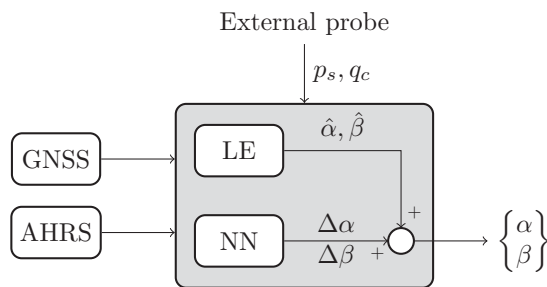 External probe
p_s, q_c
GNSS
LE
α̂, β̂
+
AHRS
NN
Δα
Δβ
+
{α
β}